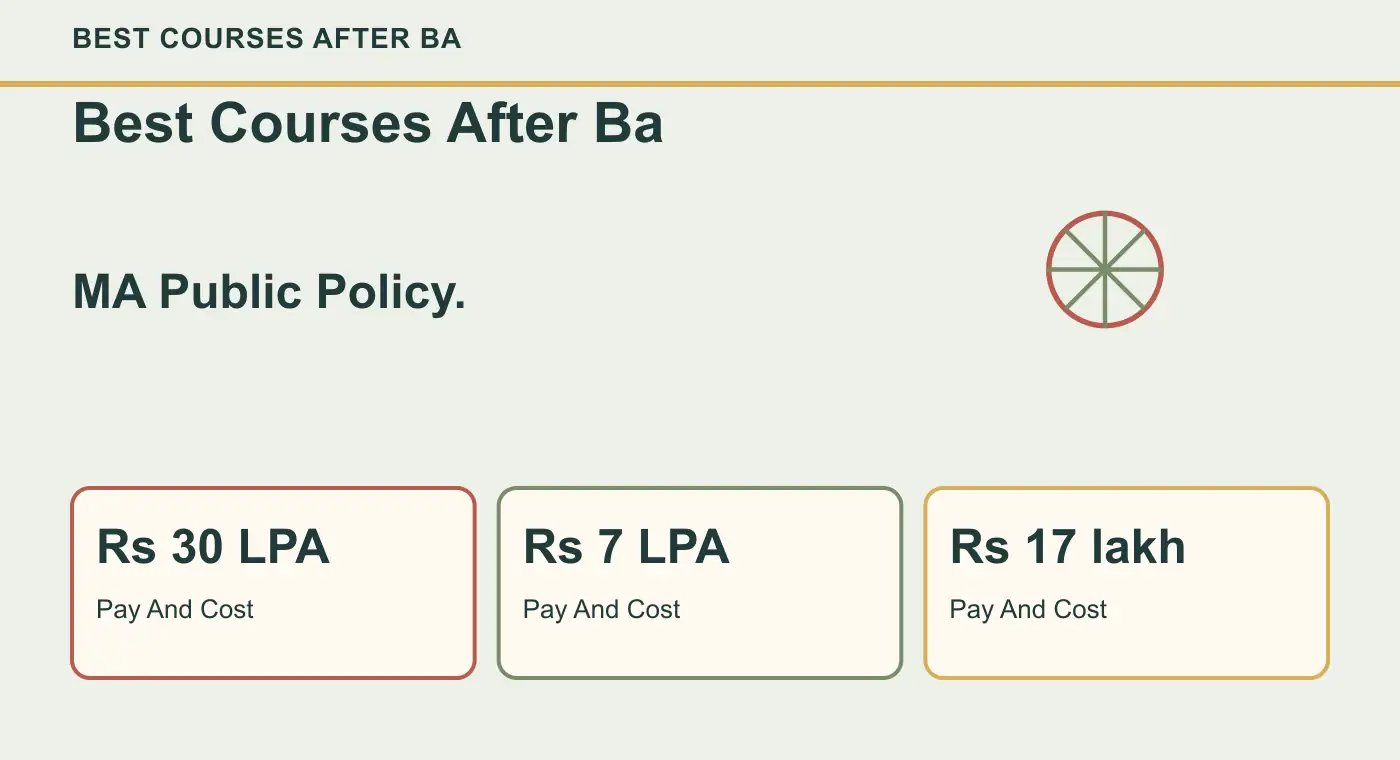 BEST COURSES AFTER BA
Best Courses After Ba
MA Public Policy.
Rs 30 LPA
Pay And Cost
Rs 7 LPA
Pay And Cost
Rs 17 lakh
Pay And Cost